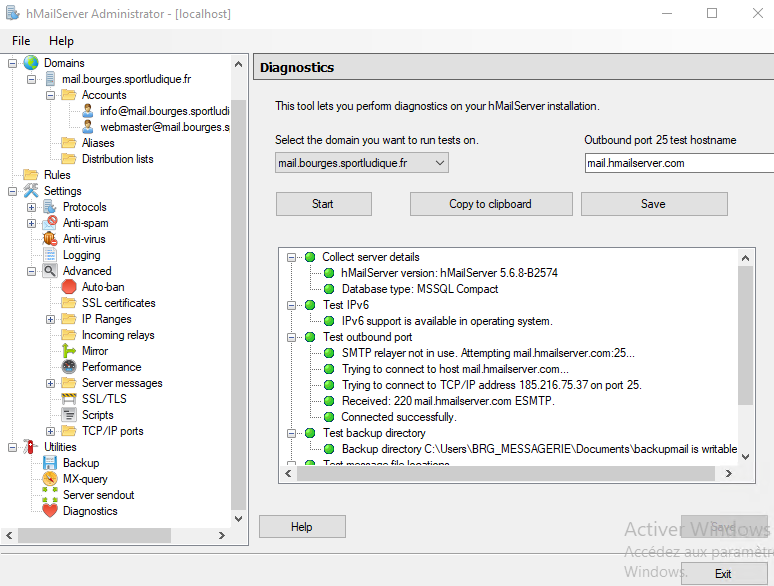 hMailServer Administrator - [localhost]
File Help
Domains
mail.bourges.sportludique.fr
Accounts
info@mail.bourges.sportludi
webmaster@mail.bourges.s
Aliases
Distribution lists
Rules
Settings
Protocols
Anti-spam
Anti-virus
Logging
Advanced
Auto-ban
SSL certificates
IP Ranges
Incoming relays
Mirror
Performance
Server messages
SSL/TLS
Scripts
TCP/IP ports
Utilities
Backup
MX-query
Server sendout
Diagnostics
Diagnostics
This tool lets you perform diagnostics on your hMailServer installation.
Select the domain you want to run tests on.
Outbound port 25 test hostname
mail.bourges.sportludique.fr
mail.hmailserver.com
Start
Copy to clipboard
Save
Collect server details
hMailServer version: hMailServer 5.6.8-B2574
Database type: MSSQL Compact
Test IPv6
IPv6 support is available in operating system.
Test outbound port
SMTP relayer not in use. Attempting mail.hmailserver.com:25...
Trying to connect to host mail.hmailserver.com...
Trying to connect to TCP/IP address 185.216.75.37 on port 25.
Received: 220 mail.hmailserver.com ESMTP.
Connected successfully.
Test backup directory
Backup directory C:\Users\BRG_MESSAGERIE\Documents\backupmail is writable
Test message file locations
Help
Save
Activer Windows
Accédez aux paramètr
Windows.
Exit